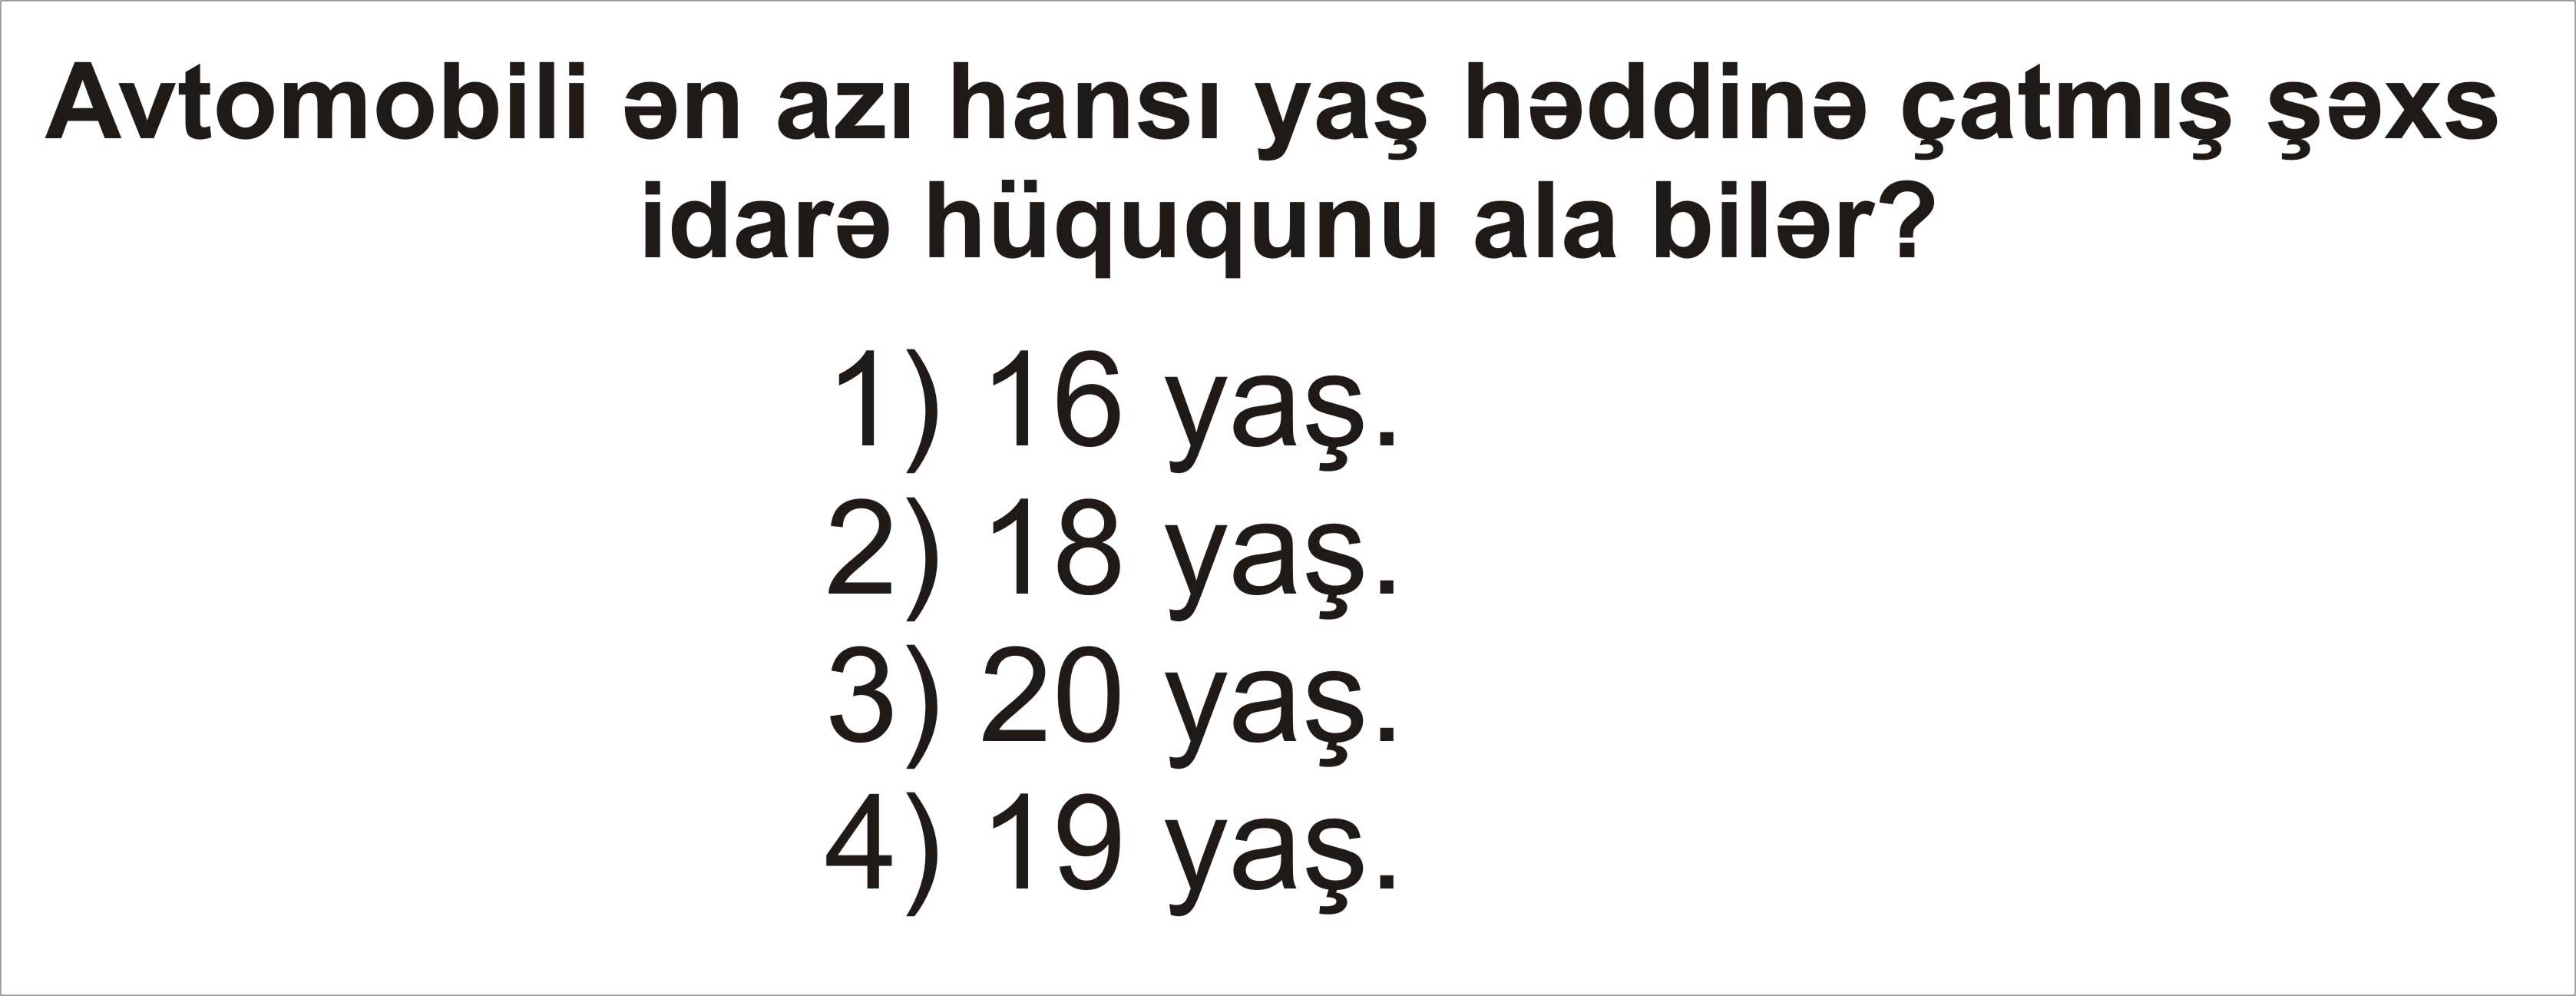 Avtomobili ən azı hansı yaş həddinə çatmış şəxs
idarə hüququnu ala bilər?
1) 16 yaş.
2) 18 yaş.
3) 20 yaş.
4) 19 yaş.